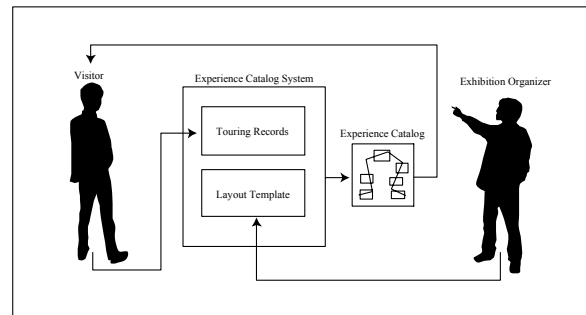 Visitor
Experience Catalog System
Exhibition Organizer
Touring Records
Experience Catalog
Layout Template